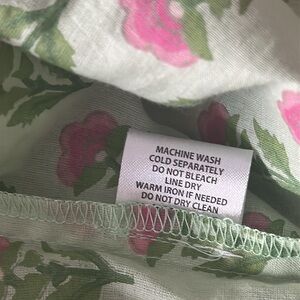 MACHINE WASH
COLD SEPARATELY
DO NOT BLEACH
LINE DRY
WARM IRON IF NEEDED
DO NOT DRY CLEAN